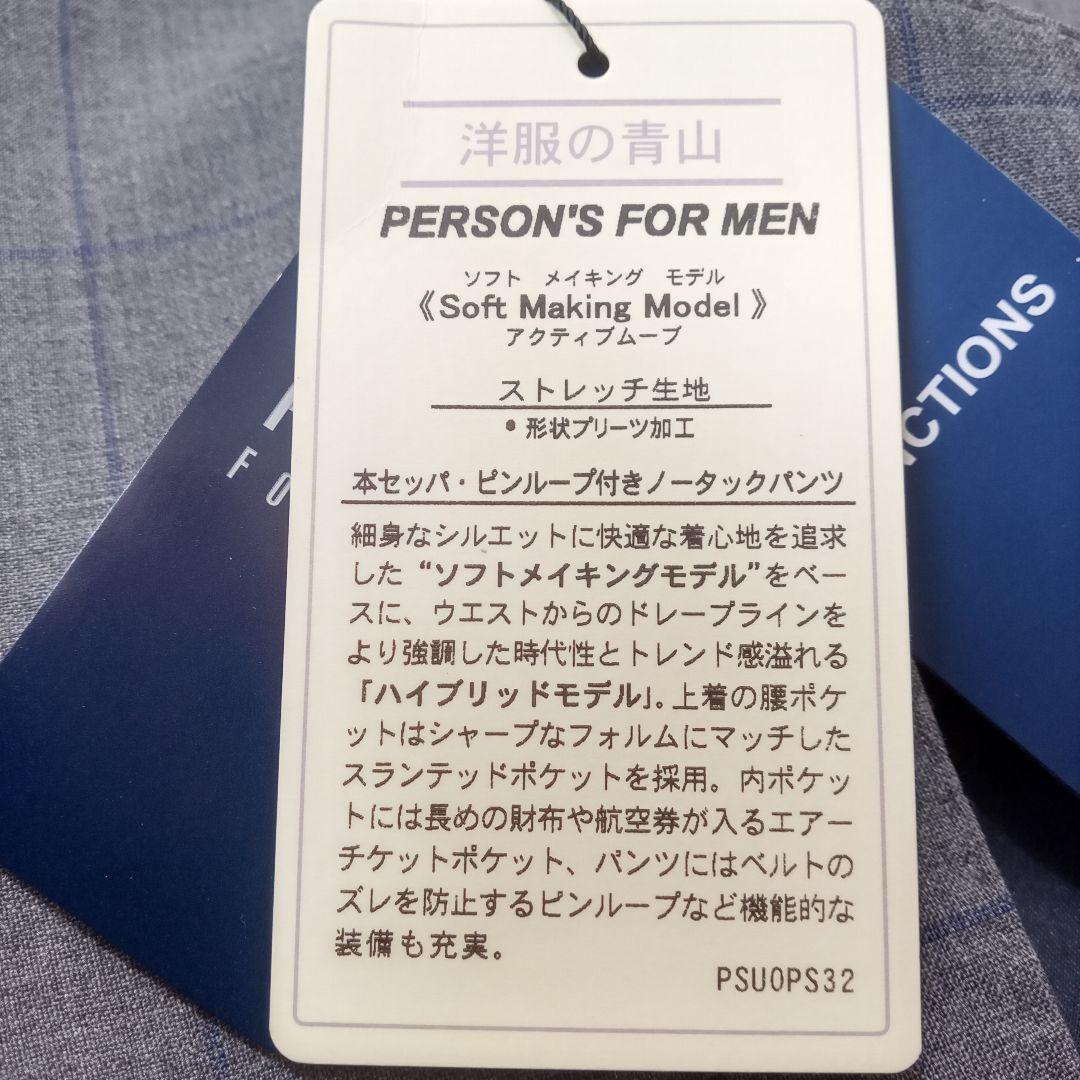 洋服の青山
PERSON'S FOR MEN
ソフト メイキング モデル
《Soft Making Model》
アクティブムーブ
ストレッチ生地
・形状プリーツ加工
本セッパ・ピンループ付きノータックパンツ
細身なシルエットに快適な着心地を追求
した“ソフトメイキングモデル”をベー
スに、ウエストからのドレープラインを
より強調した時代性とトレンド感溢れる
「ハイブリッドモデル」。上着の腰ポケ
ットはシャープなフォルムにマッチした
スランテッドポケットを採用。内ポケッ
トには長めの財布や航空券が入るエアー
チケットポケット、パンツにはベルトの
ズレを防止するピンループなど機能的な
装備も充実。
PSU0PS32
FO
CTIONS